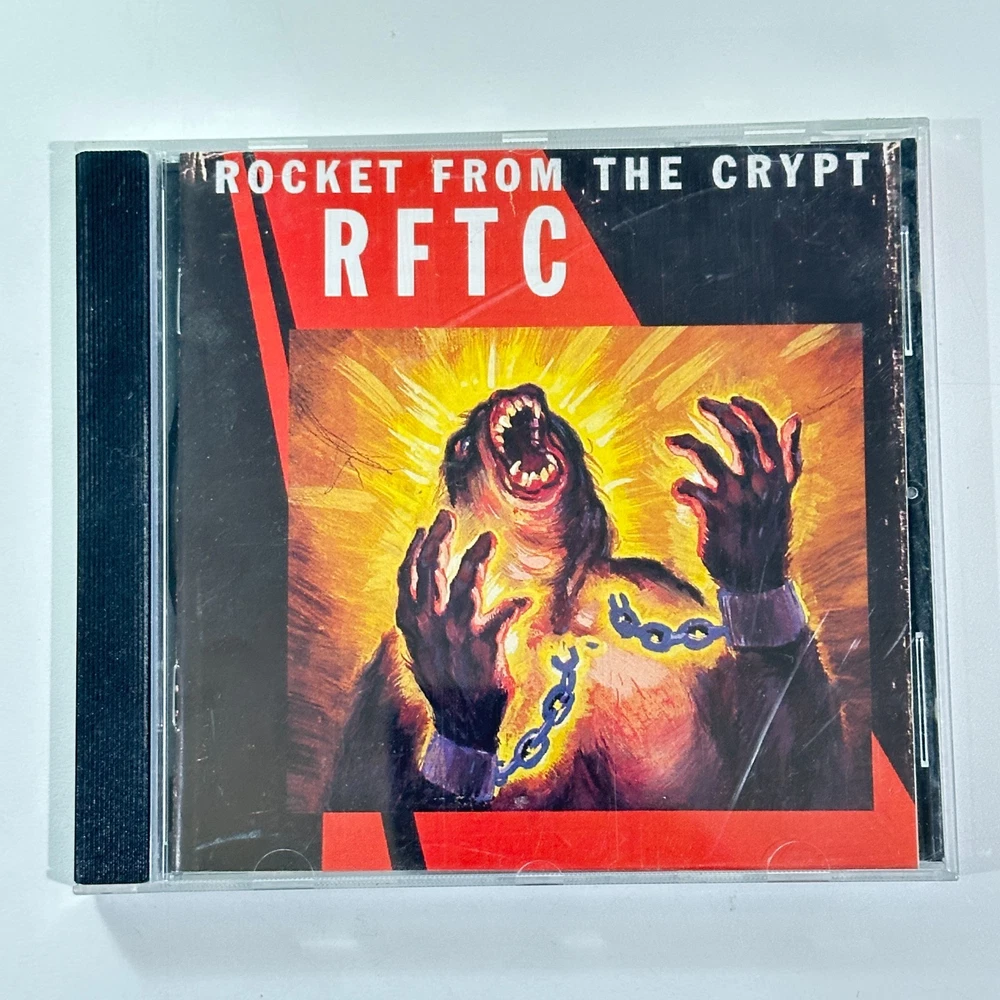 ROCKET FROM THE CRYPT
RFTC